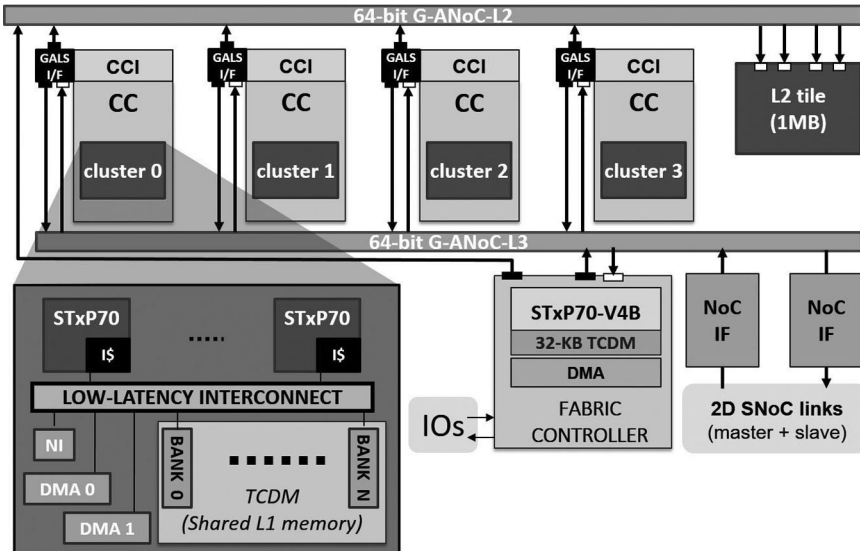 64-bit G-ANoC-L2
GALS
I/F
CCI
CC
cluster 0
GALS
I/F
CCI
CC
cluster 1
GALS
I/F
CCI
CC
cluster 2
GALS
I/F
CCI
CC
cluster 3
L2 tile
(1MB)
64-bit G-ANoC-L3
STxP70
I$
......
STxP70
I$
LOW-LATENCY INTERCONNECT
NI
DMA 0
DMA 1
BANK 0
BANK N
TCDM
(Shared L1 memory)
STxP70-V4B
32-KB TCDM
DMA
FABRIC
CONTROLLER
IOs
NoC
IF
NoC
IF
2D SNoC links
(master + slave)